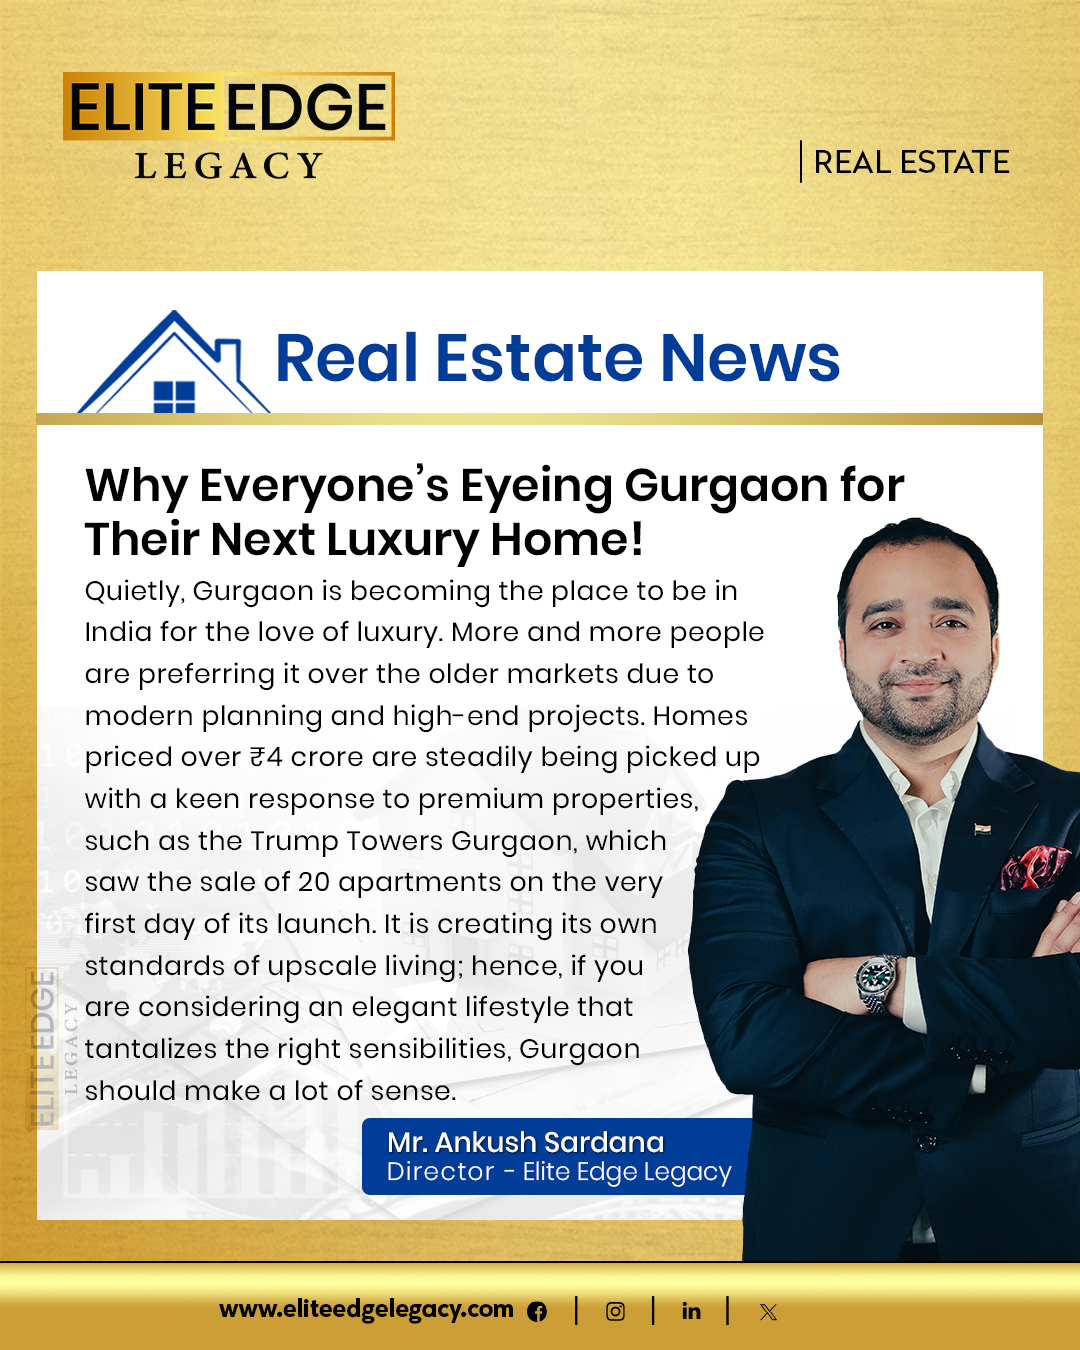 ELITE EDGE
LEGACY
REAL ESTATE
Real Estate News
Why Everyone’s Eyeing Gurgaon for
Their Next Luxury Home!
Quietly, Gurgaon is becoming the place to be in
India for the love of luxury. More and more people
are preferring it over the older markets due to
modern planning and high-end projects. Homes
priced over ₹4 crore are steadily being picked up
with a keen response to premium properties,
such as the Trump Towers Gurgaon, which
saw the sale of 20 apartments on the very
first day of its launch. It is creating its own
standards of upscale living; hence, if you
are considering an elegant lifestyle that
tantalizes the right sensibilities, Gurgaon
should make a lot of sense.
ELITE EDGE
LEGACY
Mr. Ankush Sardana
Director - Elite Edge Legacy
www.eliteedgelegacy.com